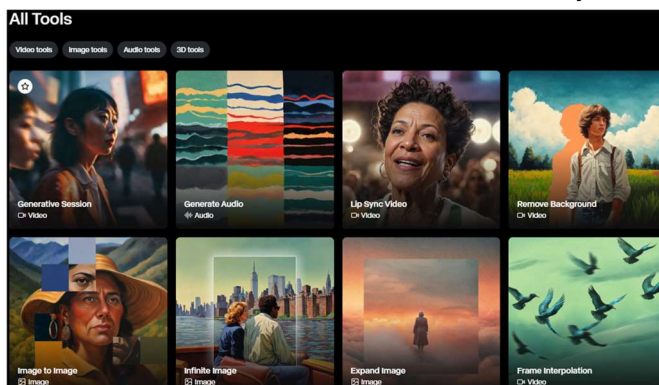 All Tools
Video tools
Image tools
Audio tools
3D tools
Generative Session
Video
Generate Audio
Audio
Lip Sync Video
Video
Remove Background
Video
Image to Image
Image
Infinite Image
Image
Expand Image
Image
Frame Interpolation
Video